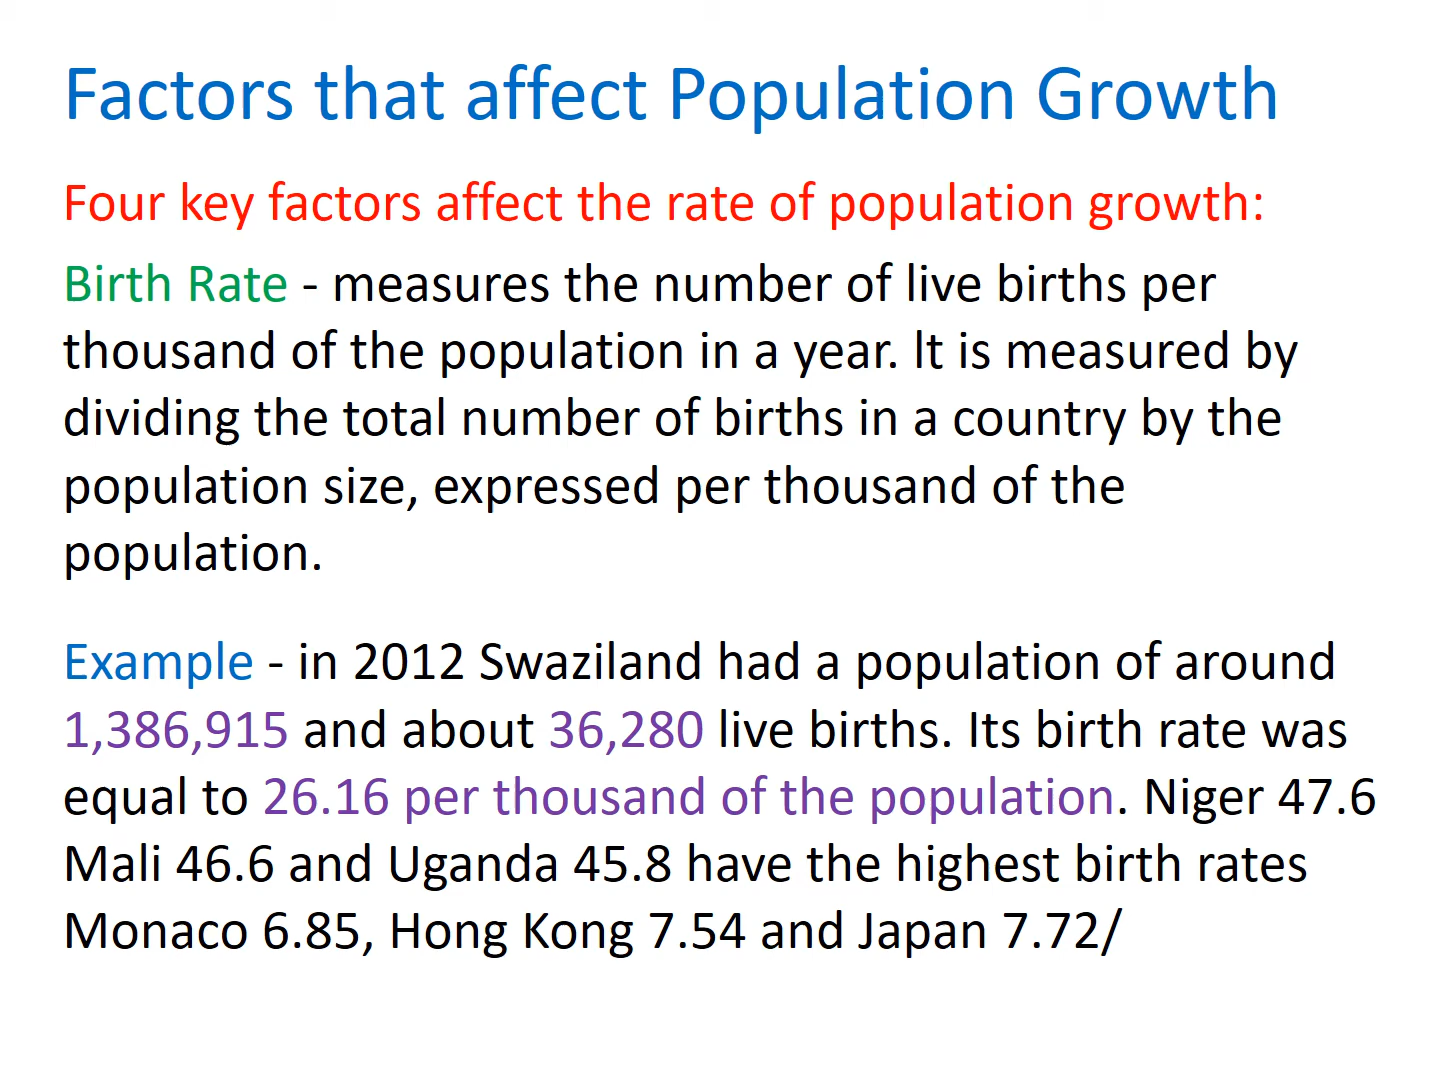 Factors that affect Population Growth
Four key factors affect the rate of population growth:
Birth Rate - measures the number of live births per
thousand of the population in a year. It is measured by
dividing the total number of births in a country by the
population size, expressed per thousand of the
population.
Example - in 2012 Swaziland had a population of around
1,386,915 and about 36,280 live births. Its birth rate was
equal to 26.16 per thousand of the population. Niger 47.6
Mali 46.6 and Uganda 45.8 have the highest birth rates
Monaco 6.85, Hong Kong 7.54 and Japan 7.72/